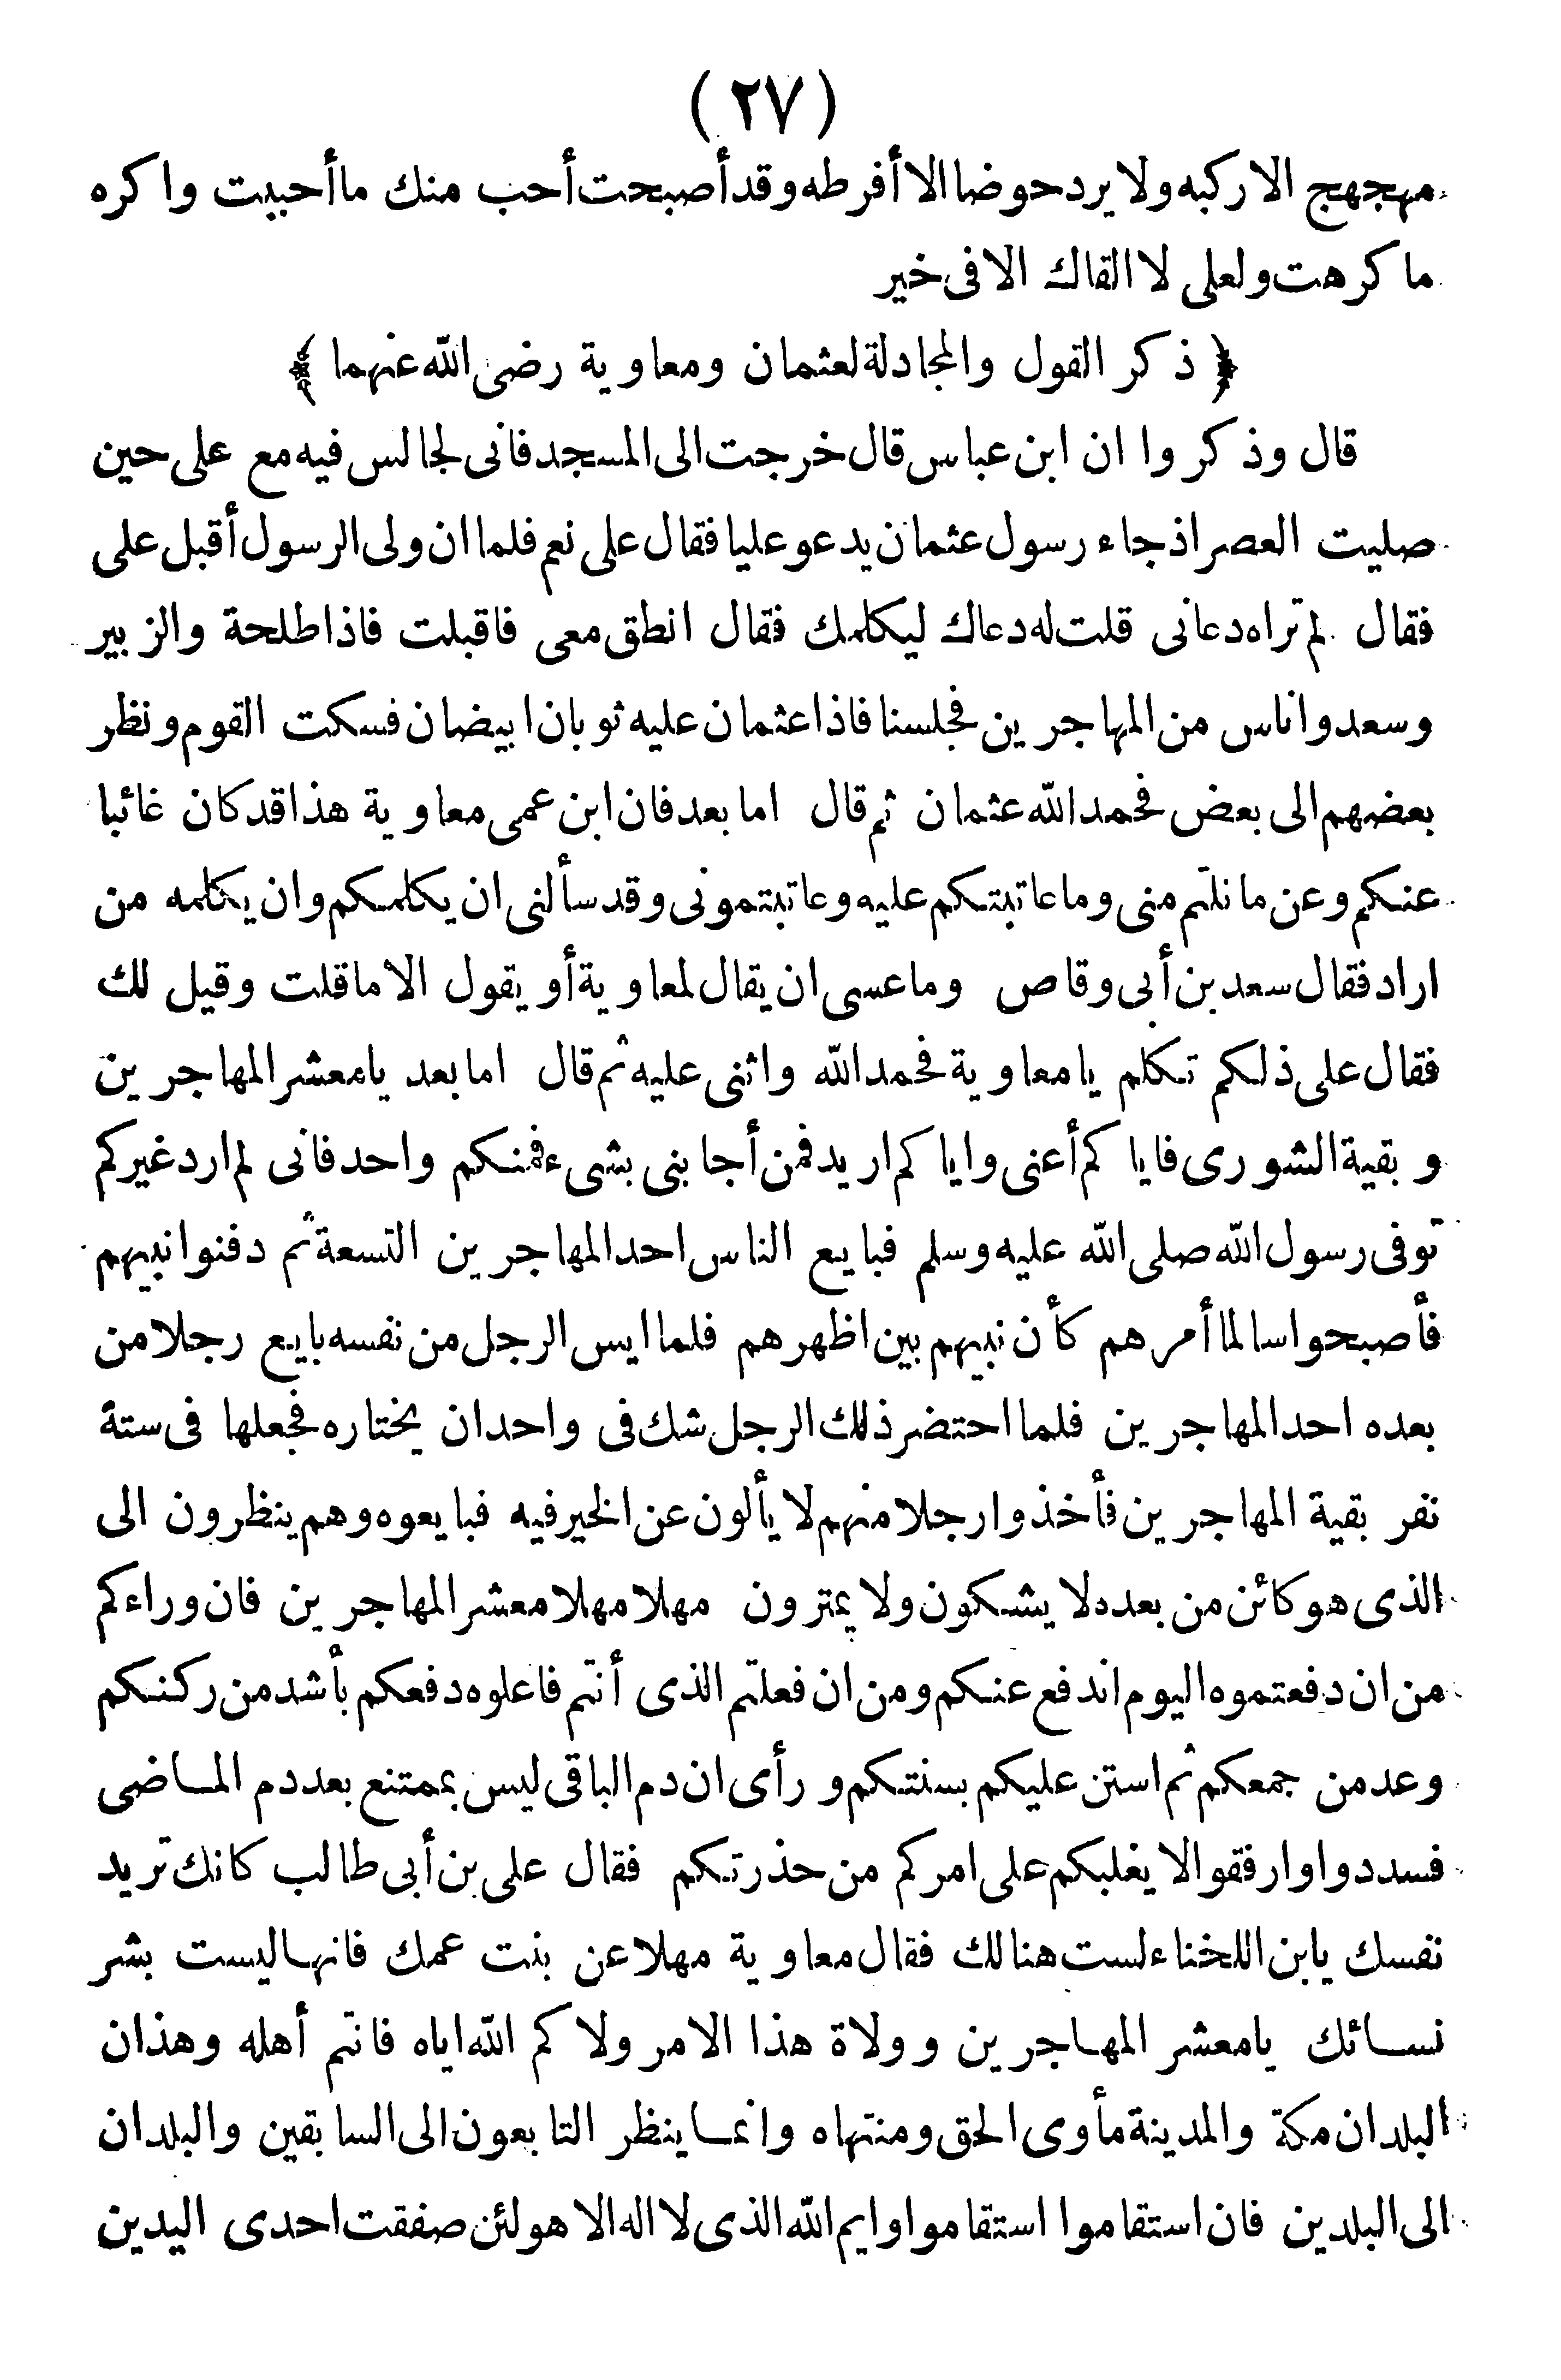 (٢٧)
مهجهج الا ركبه ولا يرد حوضا الا أفرطه وقد أصبحت أحب منك ما أحببت واكره
ما كرهت ولعلى لا القاك الا فى خير
﴿ ذكر القول والمجادلة لعثمان ومعاوية رضى الله عنهما ﴾
قال وذكروا ان ابن عباس قال خرجت الى المسجد فانى لجالس فيه مع على حين
صليت العصر اذ جاء رسول عثمان يدعو عليا فقال على نعم فلما ان ولى الرسول أقبل على
فقال لم تراه دعانى قلت له دعاك ليكلمك فقال انطلق معى فاقبلت فاذا طلحة والزبير
وسعد واناس من المهاجرين فجلسنا فاذا عثمان عليه ثوبان ابيضان فسكت القوم ونظر
بعضهم الى بعض فحمد الله عثمان ثم قال اما بعد فان ابن عمى معاوية هذا قد كان غائبا
عنكم وعن ما نلتم منى وما عاتبتكم عليه وعاتبتمونى وقد سألنى ان يكلمكم وان يكلمه من
اراد فقال سعد بن أبى وقاص وما عسى ان يقال لمعاوية أو يقول الا ما قلت وقيل لك
فقال على ذلكم تكلم يا معاوية فحمد الله واثنى عليه ثم قال اما بعد يا معشر المهاجرين
وبقية الشورى فايا كم أعنى وايا كم اريد فمن أجابنى بشىء فمنكم واحد فانى لم ارد غيركم
توفى رسول الله صلى الله عليه وسلم فبايع الناس احد المهاجرين التسعة ثم دفنوا نبيهم
فأصبحوا سالما أمرهم كأن نبيهم بين اظهرهم فلما ايس الرجل من نفسه بايع رجلا من
بعده احد المهاجرين فلما احتضر ذلك الرجل شك فى واحد ان يختاره فجعلها فى ستة
نفر بقية المهاجرين فأخذوا رجلا منهم لا يألون عن الخير فيه فبايعوه وهم ينظرون الى
الذى هو كائن من بعده لا يشكون ولا يمترون مهلا مهلا معشر المهاجرين فان وراءكم
من ان دفعتموه اليوم اندفع عنكم ومن ان فعلتم الذى أنتم فاعلوه دفعكم بأشد من ركنكم
وعد من جمعكم ثم استن عليكم بسنتكم ورأى ان دم الباقى ليس بممتنع بعد دم الماضى
فسددوا وارفقوا لا يغلبكم على امركم من حذرتكم فقال على بن أبى طالب كانك تريد
نفسك يا بن اللخناء لست هنالك فقال معاوية مهلا عن بنت عمك فانها ليست بشر
نسائك يا معشر المهاجرين وولاة هذا الامر ولا كم الله اياه فانتم أهله وهذان
البلدان مكة والمدينة مأوى الحق ومنتهاه وانما ينظر التابعون الى السابقين والبلدان
الى البلدين فان استقاموا استقاموا وايم الله الذى لا اله الا هو لئن صفقت احدى اليدين